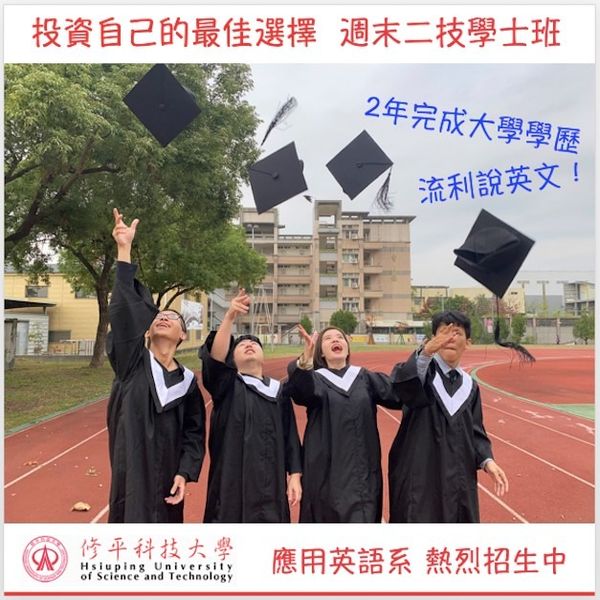 投資自己的最佳選擇 週末二技學士班
2年完成大學學歷
流利說英文！
修平科技大學
Hsiuping University
of Science and Technology
應用英語系 熱烈招生中